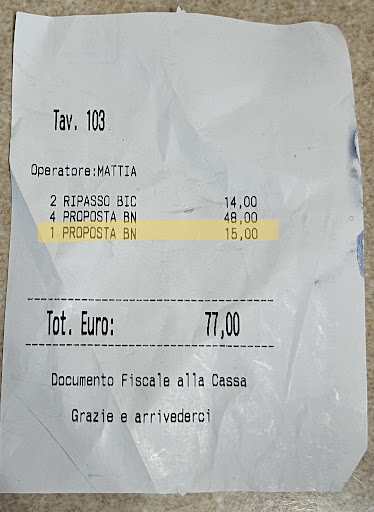 Tav. 103
Operatore:MATTIA
2 RIPASSO BIC 14,00
4 PROPOSTA BN 48,00
1 PROPOSTA BN 15,00
Tot. Euro: 77,00
Documento Fiscale alla Cassa
Grazie e arrivederci